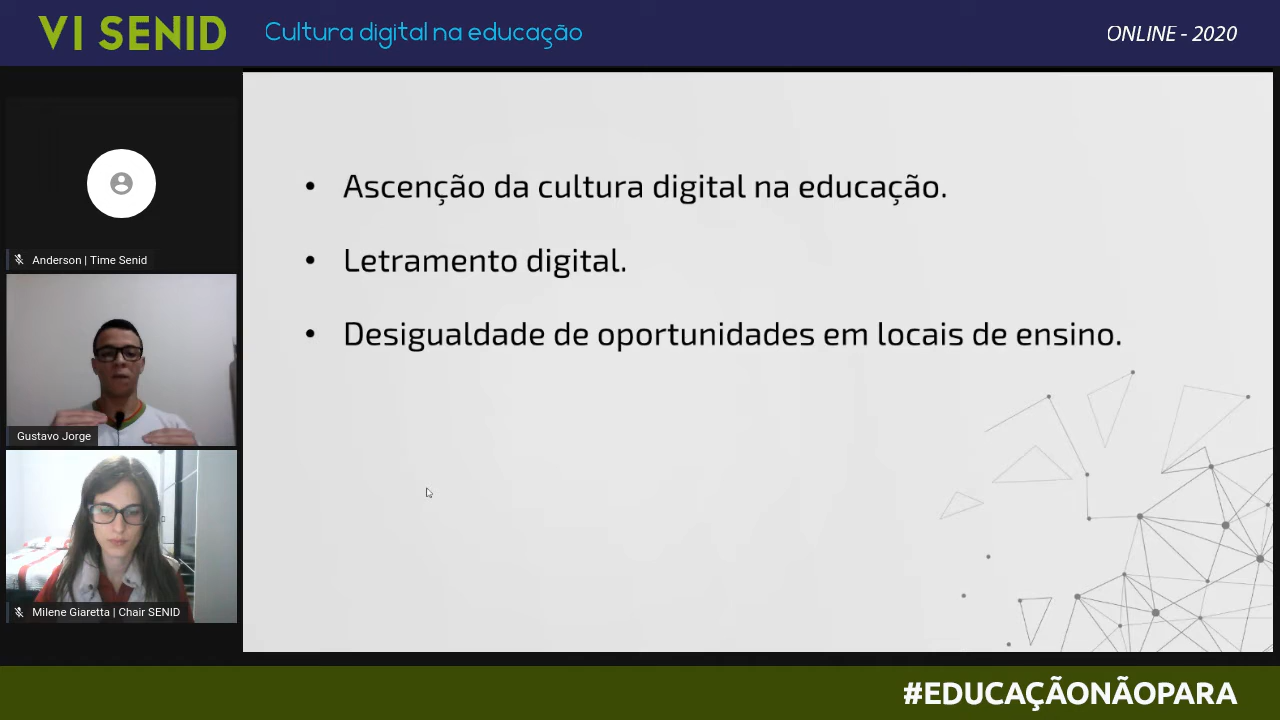 VI SENID
Cultura digital na educação
ONLINE - 2020
Anderson | Time Senid
Gustavo Jorge
Milene Giaretta | Chair SENID
• Ascenção da cultura digital na educação.
• Letramento digital.
• Desigualdade de oportunidades em locais de ensino.
#EDUCAÇÃONÃOPARA